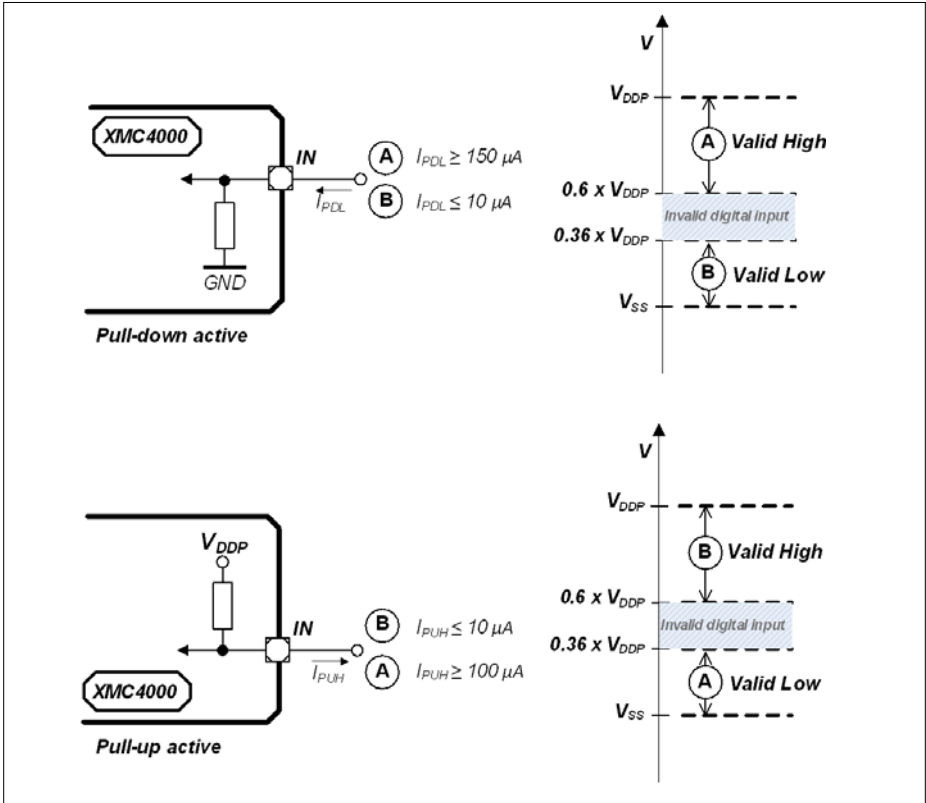 V
V_DDP
XMC4000
IN
A I_PDL ≥ 150 μA
A Valid High
I_PDL
B I_PDL ≤ 10 μA
0.6 x V_DDP
Invalid digital input
0.36 x V_DDP
GND
B Valid Low
V_SS
Pull-down active
V
V_DDP
V_DDP
B Valid High
IN
B I_PUH ≤ 10 μA
0.6 x V_DDP
Invalid digital input
I_PUH
A I_PUH ≥ 100 μA
0.36 x V_DDP
XMC4000
A Valid Low
V_SS
Pull-up active